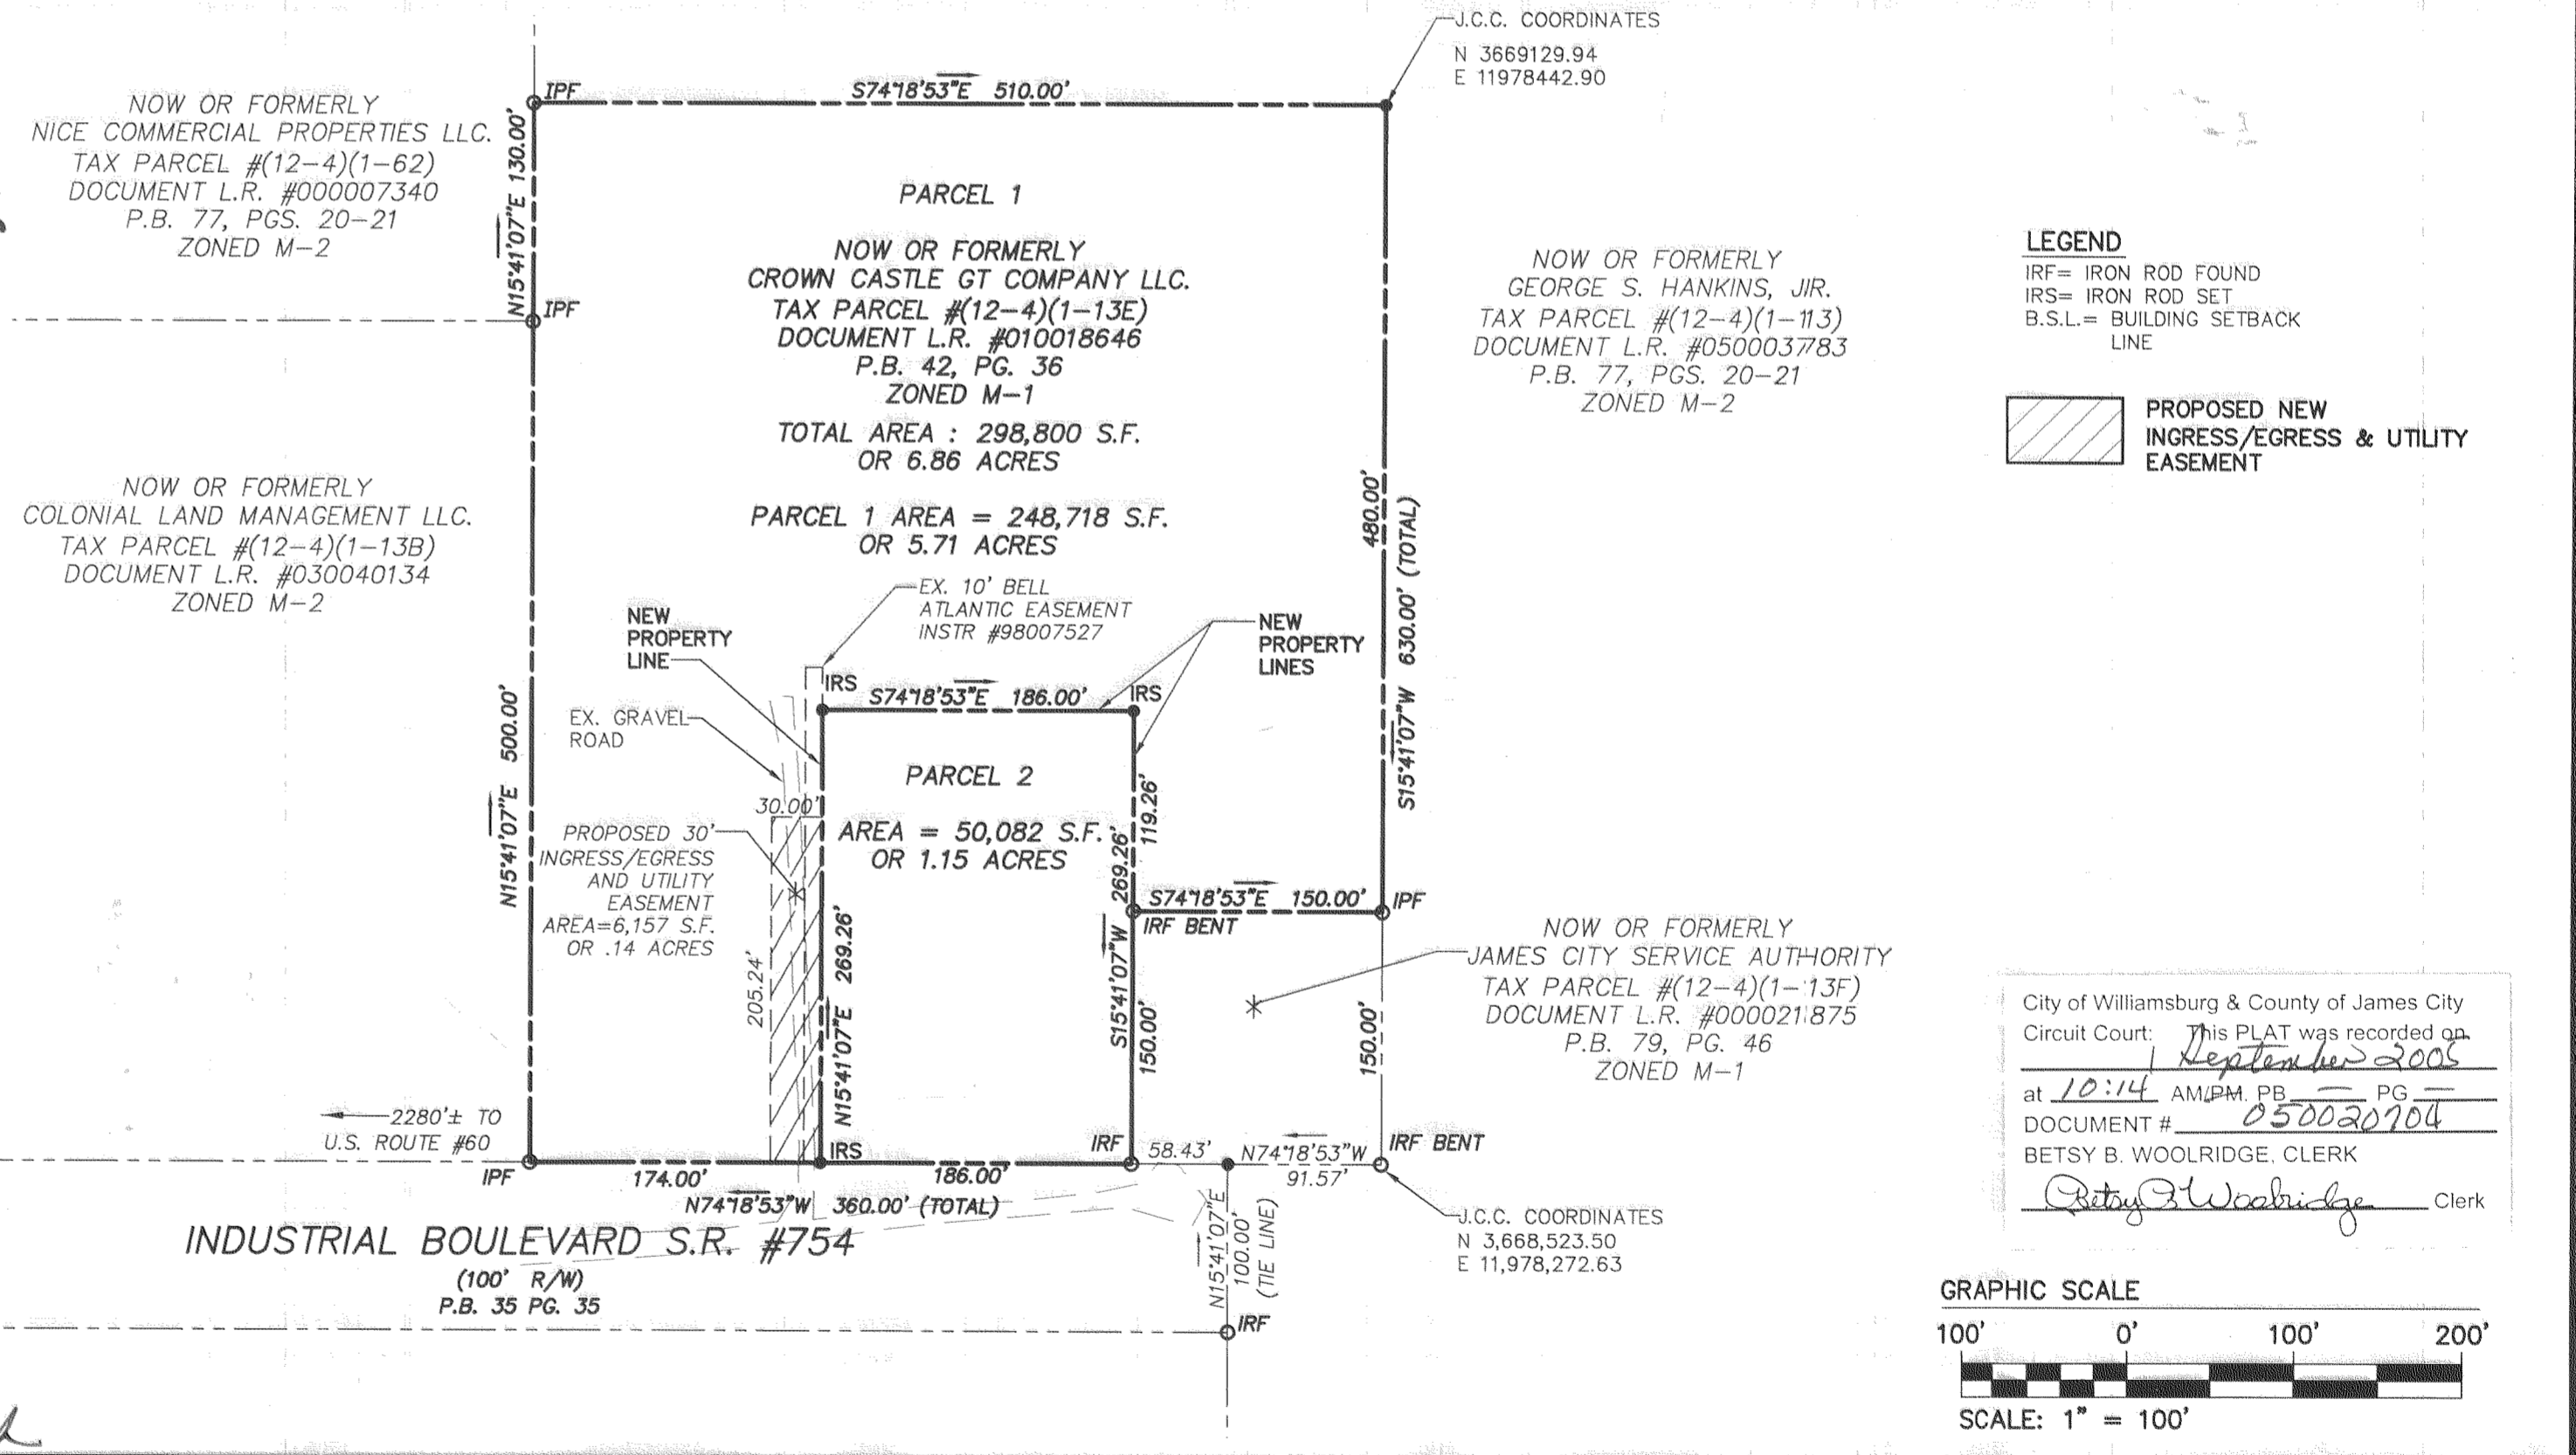 J.C.C. COORDINATES
N 3669129.94
E 11978442.90
IPF
S74°18'53"E 510.00'
NOW OR FORMERLY
NICE COMMERCIAL PROPERTIES LLC.
TAX PARCEL #(12-4)(1-62)
DOCUMENT L.R. #000007340
P.B. 77, PGS. 20-21
ZONED M-2
N15°41'07"E 130.00'
IPF
PARCEL 1
NOW OR FORMERLY
CROWN CASTLE GT COMPANY LLC.
TAX PARCEL #(12-4)(1-13E)
DOCUMENT L.R. #010018646
P.B. 42, PG. 36
ZONED M-1
TOTAL AREA : 298,800 S.F.
OR 6.86 ACRES
PARCEL 1 AREA = 248,718 S.F.
OR 5.71 ACRES
NOW OR FORMERLY
GEORGE S. HANKINS, JR.
TAX PARCEL #(12-4)(1-113)
DOCUMENT L.R. #050003783
P.B. 77, PGS. 20-21
ZONED M-2
LEGEND
IRF= IRON ROD FOUND
IRS= IRON ROD SET
B.S.L.= BUILDING SETBACK
LINE
PROPOSED NEW
INGRESS/EGRESS & UTILITY
EASEMENT
NOW OR FORMERLY
COLONIAL LAND MANAGEMENT LLC.
TAX PARCEL #(12-4)(1-13B)
DOCUMENT L.R. #030040134
ZONED M-2
480.00'
S15°41'07"W 630.00' (TOTAL)
N15°41'07"E 500.00'
EX. 10' BELL
ATLANTIC EASEMENT
INSTR #98007527
NEW
PROPERTY
LINE
NEW
PROPERTY
LINES
IRS
S74°18'53"E 186.00'
IRS
EX. GRAVEL
ROAD
PARCEL 2
AREA = 50,082 S.F.
OR 1.15 ACRES
30.00'
PROPOSED 30'
INGRESS/EGRESS
AND UTILITY
EASEMENT
AREA=6,157 S.F.
OR .14 ACRES
205.24'
N15°41'07"E 269.26'
119.26'
S15°41'07"W 269.26'
150.00'
S74°18'53"E 150.00'
IPF
IRF BENT
NOW OR FORMERLY
JAMES CITY SERVICE AUTHORITY
TAX PARCEL #(12-4)(1-13F)
DOCUMENT L.R. #000021875
P.B. 79, PG. 46
ZONED M-1
150.00'
2280'± TO
U.S. ROUTE #60
IPF
174.00'
IRS
186.00'
IRF
58.43'
N74°18'53"W
91.57'
IRF BENT
N74°18'53"W 360.00' (TOTAL)
J.C.C. COORDINATES
N 3,668,523.50
E 11,978,272.63
INDUSTRIAL BOULEVARD S.R. #754
(100' R/W)
P.B. 35 PG. 35
N15°41'07"E
100.00'
(TIE LINE)
IRF
City of Williamsburg & County of James City
Circuit Court: This PLAT was recorded on
1 September 2005
at 10:14 AM/PM. PB — PG —
DOCUMENT # 050020704
BETSY B. WOOLRIDGE, CLERK
Betsy B Woolridge Clerk
GRAPHIC SCALE
100' 0' 100' 200'
SCALE: 1" = 100'